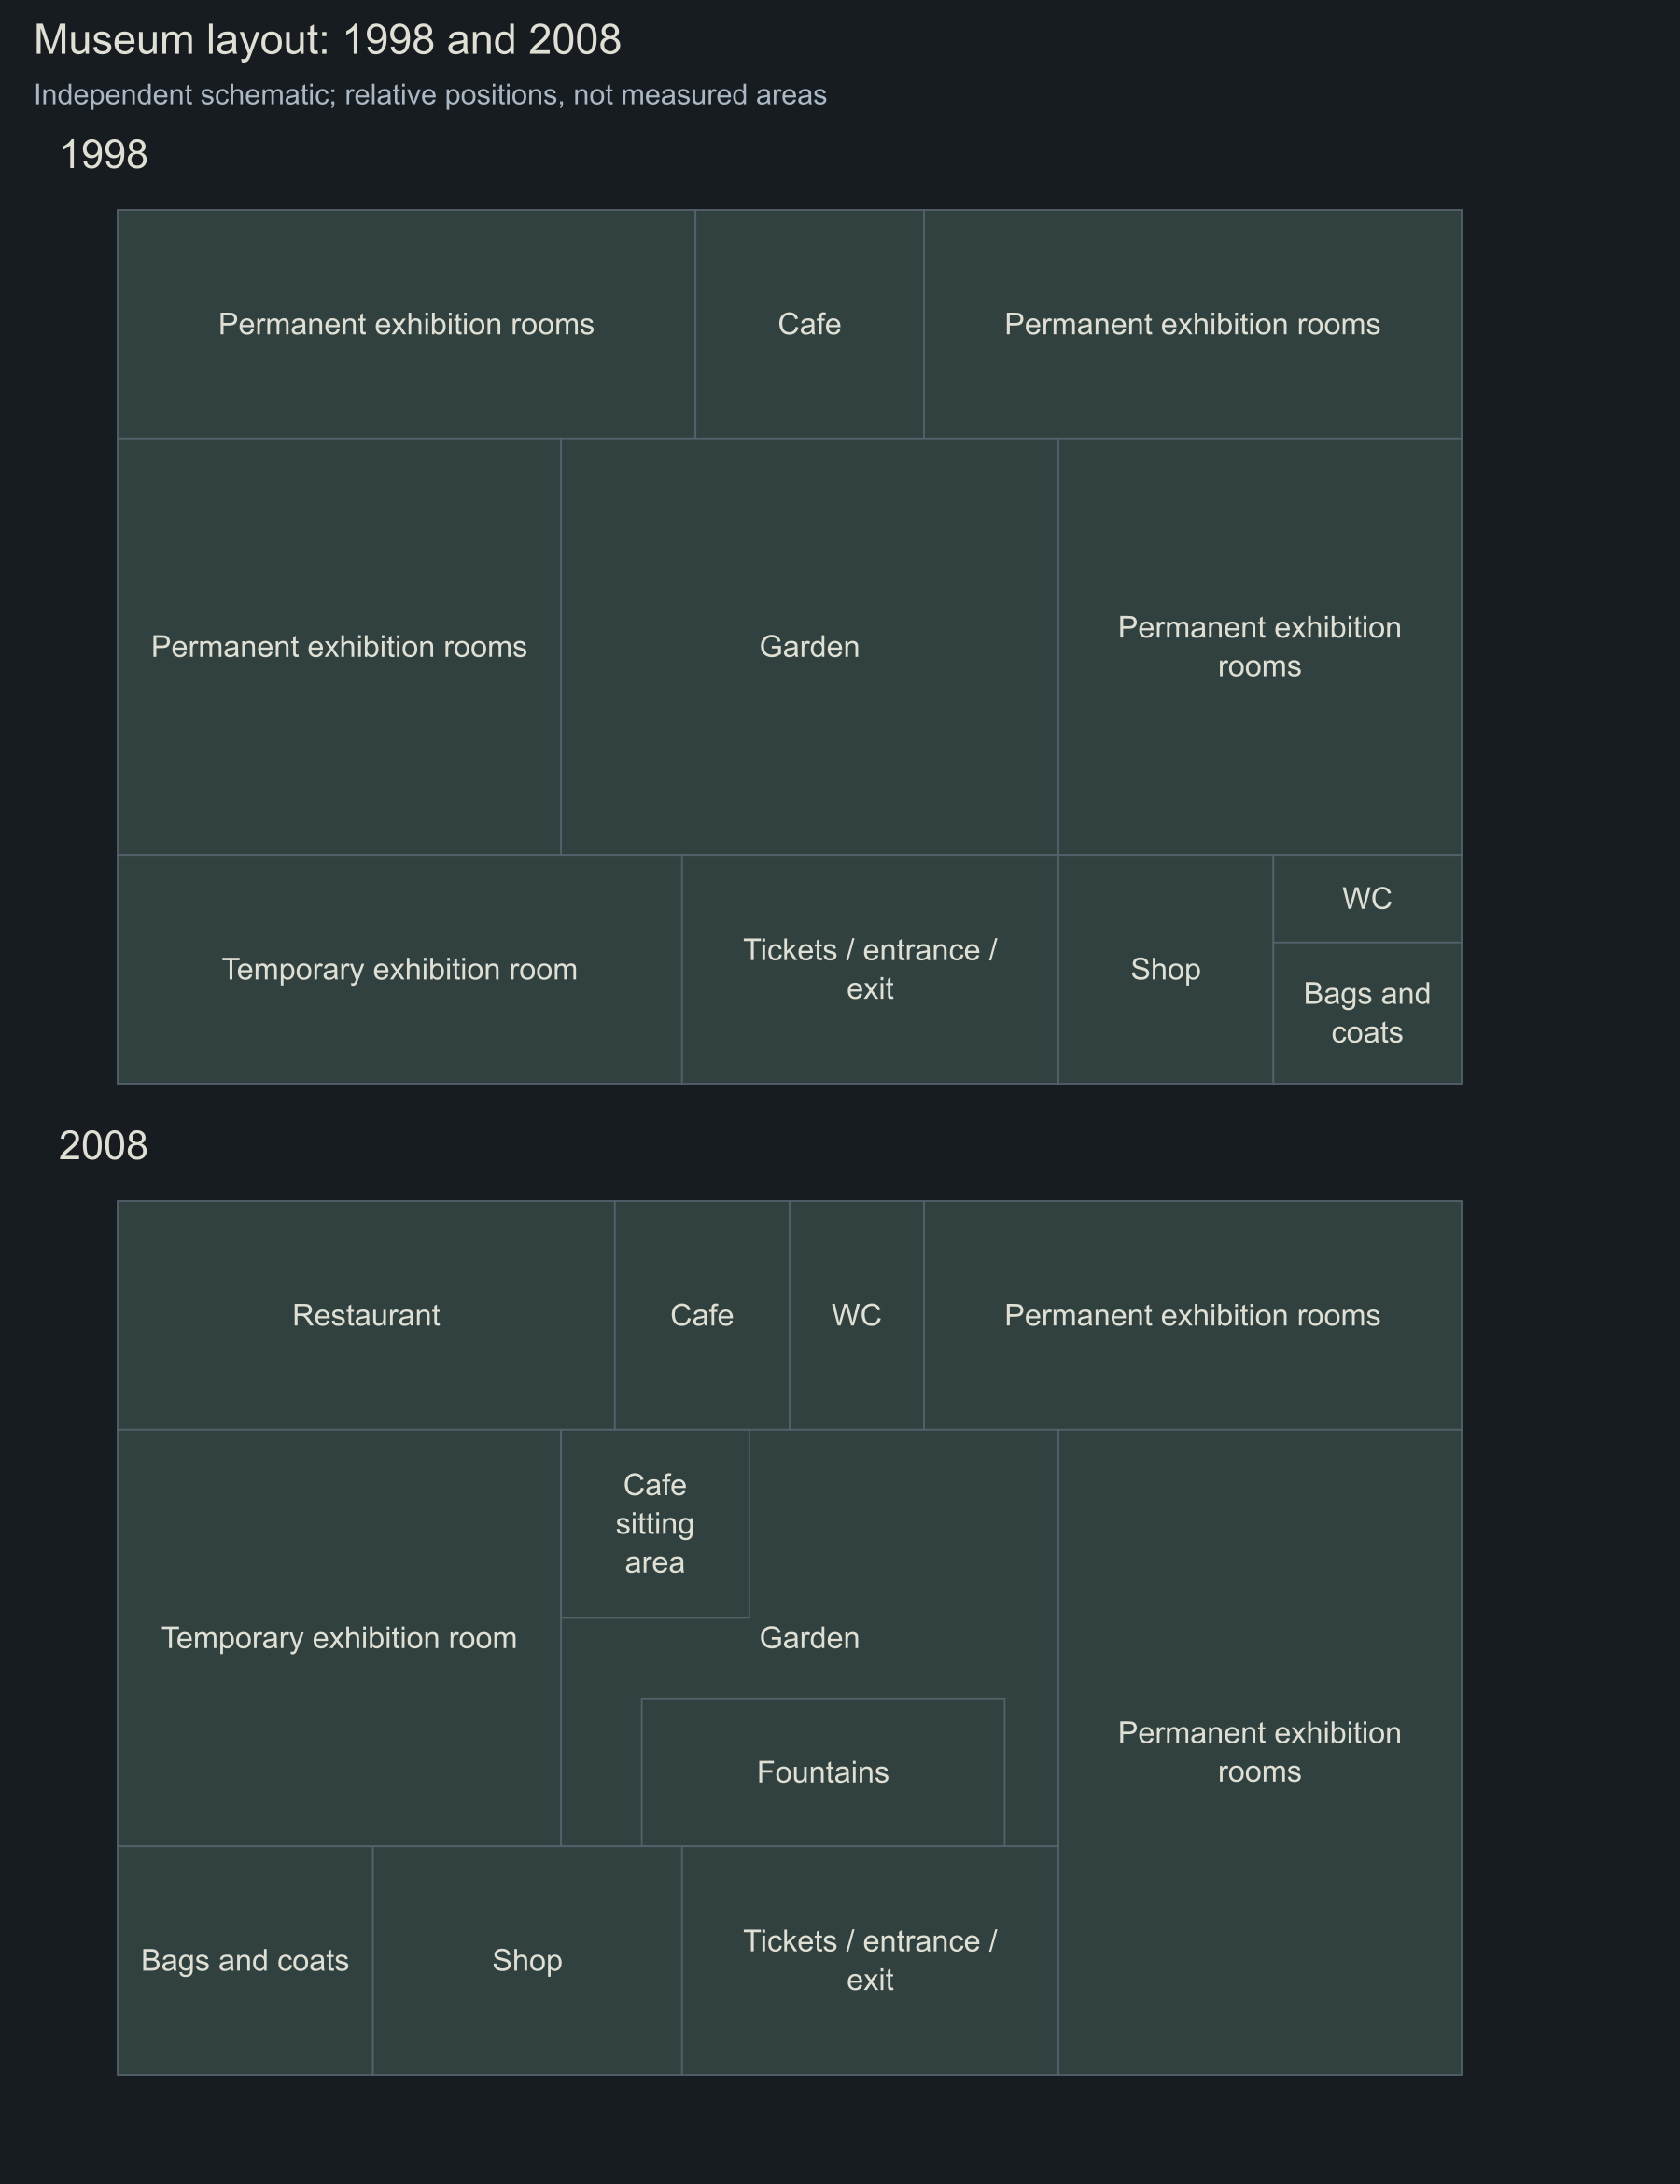 Museum layout: 1998 and 2008
Independent schematic; relative positions, not measured areas
1998
Permanent exhibition rooms
Cafe
Permanent exhibition rooms
Permanent exhibition rooms
Garden
Permanent exhibition
rooms
Temporary exhibition room
Tickets / entrance /
exit
Shop
WC
Bags and
coats
2008
Restaurant
Cafe
WC
Permanent exhibition rooms
Temporary exhibition room
Cafe
sitting
area
Garden
Fountains
Permanent exhibition
rooms
Bags and coats
Shop
Tickets / entrance /
exit